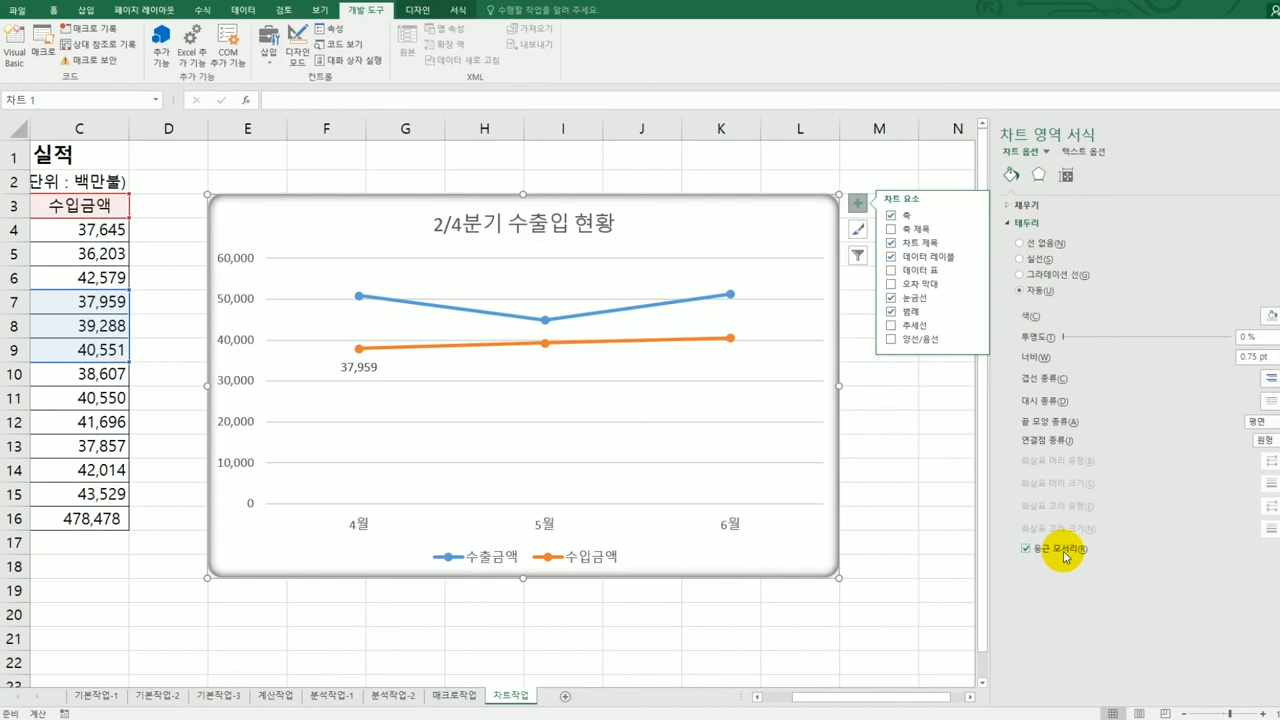 파일 홈 삽입 페이지 레이아웃 수식 데이터 검토 보기 개발 도구 디자인 서식 수행할 작업을 알려 주세요.
Visual Basic
매크로
매크로 기록
상대 참조로 기록
매크로 보안
코드
추가 기능
Excel 추가 기능
COM 추가 기능
추가 기능
삽입
디자인 모드
속성
코드 보기
대화 상자 실행
컨트롤
원본
맵 속성
확장 팩
데이터 새로 고침
가져오기
내보내기
XML
차트 1
fx
C D E F G H I J K L M N
1 실적
2 단위 : 백만불)
3 수입금액
4 37,645
5 36,203
6 42,579
7 37,959
8 39,288
9 40,551
10 38,607
11 40,550
12 41,696
13 37,857
14 42,014
15 43,529
16 478,478
17
18
19
20
21
22
23
2/4분기 수출입 현황
60,000
50,000
40,000
37,959
30,000
20,000
10,000
0
4월 5월 6월
수출금액 수입금액
차트 요소
축
축 제목
차트 제목
데이터 레이블
데이터 표
오차 막대
눈금선
범례
추세선
양선/음선
차트 영역 서식
차트 옵션 텍스트 옵션
채우기
테두리
선 없음(N)
실선(S)
그라데이션 선(G)
자동(U)
색(C)
투명도(T) 0 %
너비(W) 0.75 pt
겹선 종류(C)
대시 종류(D)
끝 모양 종류(A) 평면
연결점 종류(J) 원형
화살표 머리 유형(B)
화살표 머리 크기(S)
화살표 꼬리 유형(E)
화살표 꼬리 크기(N)
둥근 모서리(R)
기본작업-1 기본작업-2 기본작업-3 계산작업 분석작업-1 분석작업-2 매크로작업 차트작업
준비 계산